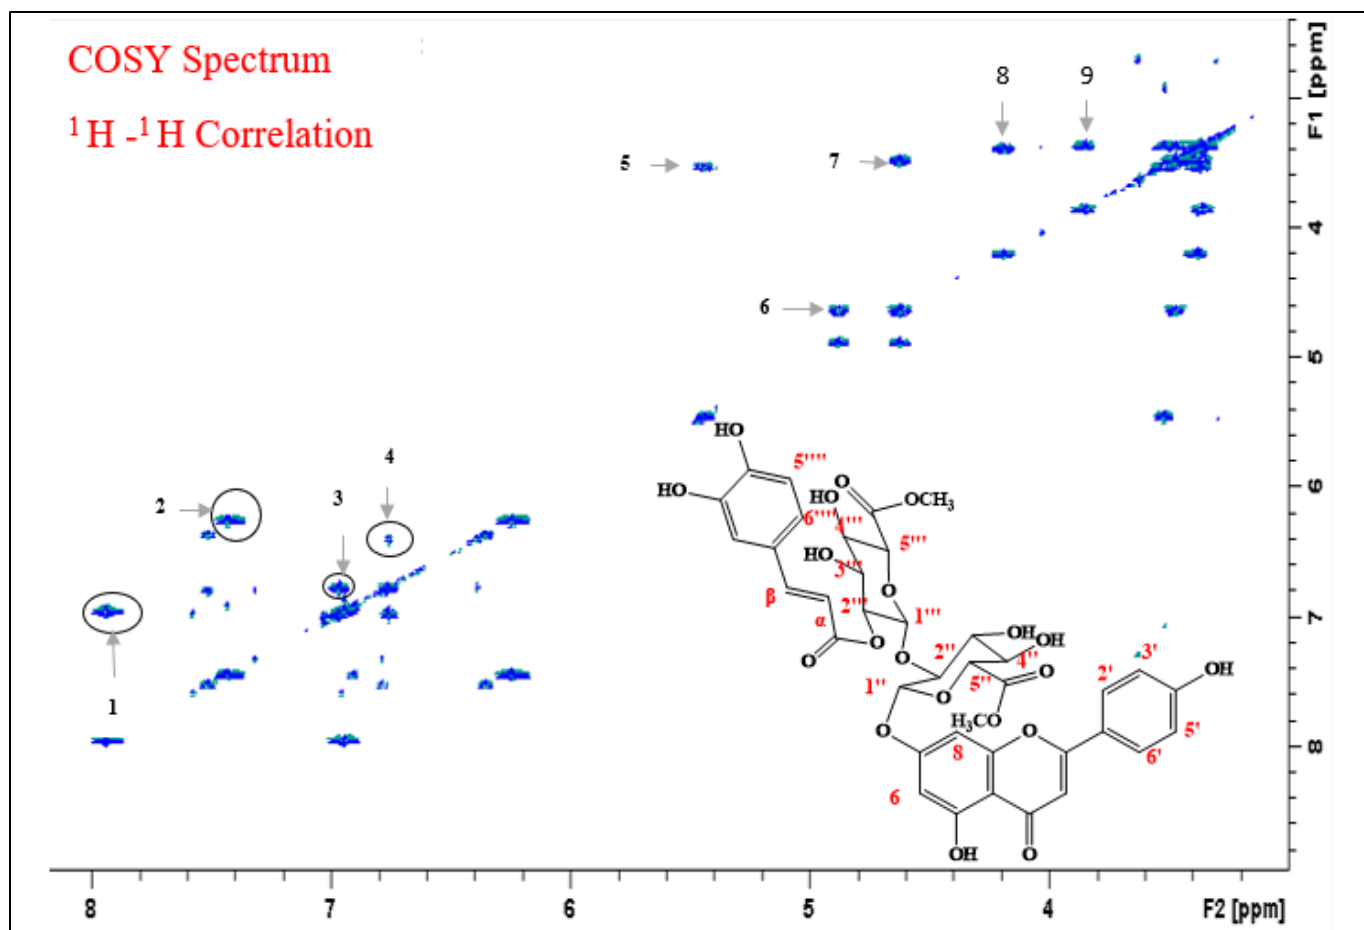 COSY Spectrum
¹H -¹H Correlation
8
9
5
7
6
4
2
3
1
F1 [ppm]
4
5
6
7
8
HO
5'''''
HO
6'''''
HO
O
OCH₃
4'''
5'''
HO
3'''
β
2'''
O
α
1'''
O
O
O
2''
OH
OH
4''
3'
OH
1''
O
5''
O
2'
H₃C
O
O
O
5'
8
6'
6
OH
O
8
7
6
5
4
F2 [ppm]